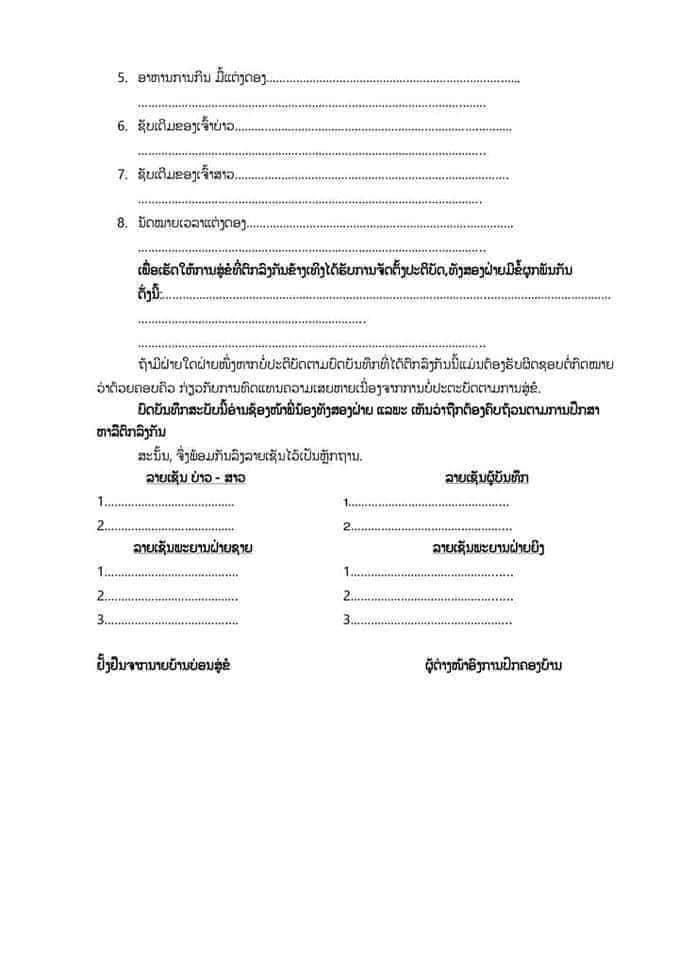 5. ອາຫານການກິນ ມື້ແຕ່ງດອງ............................................................................
.........................................................................................................
6. ຊັບເດີມຂອງເຈົ້າບ່າວ...................................................................................
.........................................................................................................
7. ຊັບເດີມຂອງເຈົ້າສາວ..................................................................................
........................................................................................................
8. ນັດໝາຍເວລາແຕ່ງດອງ................................................................................
.........................................................................................................
ເພື່ອເຮັດໃຫ້ການສູ່ຂໍທີ່ຕົກລົງກັນຂ້າງເທິງໄດ້ຮັບການຈັດຕັ້ງປະຕິບັດ,ທັງສອງຝ່າຍມີຂໍ້ຜູກພັນກັນ
ດັ່ງນີ້:.......................................................................................................................................
.....................................................................
.........................................................................................................
ຖ້າມີຝ່າຍໃດຝ່າຍໜຶ່ງຫາກບໍ່ປະຕິບັດຕາມບົດບັນທຶກທີ່ໄດ້ຕົກລົງກັນນີ້ແມ່ນຕ້ອງຮັບຜິດຊອບຕໍ່ກົດໝາຍ
ວ່າດ້ວຍຄອບຄົວ ກ່ຽວກັບການທົດແທນຄວາມເສຍຫາຍເນື່ອງຈາກການບໍ່ປະຕະບັດຕາມການສູ່ຂໍ.
ບົດບັນທຶກສະບັບນີ້ອ່ານຊ້ອງໜ້າພີ່ນ້ອງທັງສອງຝ່າຍ ແລພະ ເຫັນວ່າຖືກຕ້ອງຄົບຖ້ວນຕາມການປຶກສາ
ຫາລືຕົກລົງກັນ
ສະນັ້ນ, ຈຶ່ງພ້ອມກັນລົງລາຍເຊັນໄວ້ເປັນຫຼັກຖານ.
ລາຍເຊັນ ບ່າວ - ສາວ ລາຍເຊັນຜູ້ບັນທຶກ
1....................................... 1................................................
2....................................... 2................................................
ລາຍເຊັນພະຍານຝ່າຍຊາຍ ລາຍເຊັນພະຍານຝ່າຍຍິງ
1........................................ 1.................................................
2........................................ 2.................................................
3........................................ 3................................................
ຢັ້ງຢືນຈາກນາຍບ້ານບ່ອນສູ່ຂໍ ຜູ້ຕ່າງໜ້າອົງການປົກຄອງບ້ານ